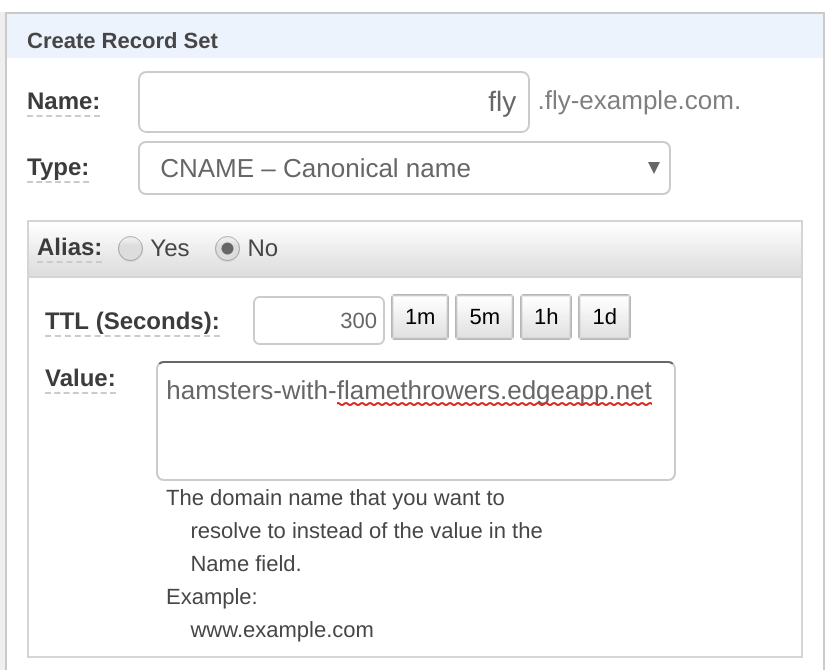 Create Record Set
Name: fly .fly-example.com.
Type: CNAME – Canonical name ▼
Alias: Yes No
TTL (Seconds): 300 1m 5m 1h 1d
Value: hamsters-with-flamethrowers.edgeapp.net
The domain name that you want to
resolve to instead of the value in the
Name field.
Example:
www.example.com